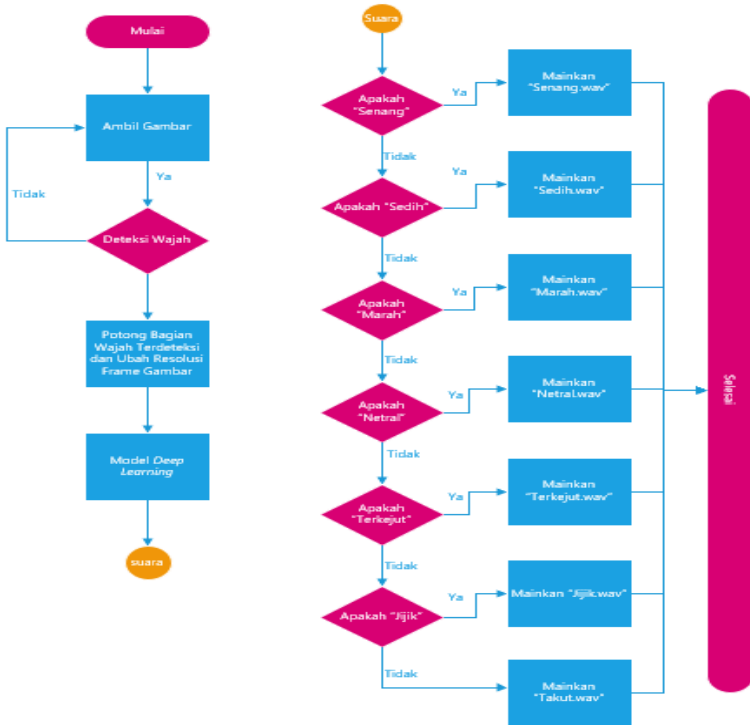 Mulai
Ambil Gambar
Ya
Tidak
Deteksi Wajah
Potong Bagian
Wajah Terdeteksi
dan Ubah Resolusi
Frame Gambar
Model Deep
Learning
suara
Suara
Apakah
"Senang"
Ya
Mainkan
"Senang.wav"
Tidak
Apakah "Sedih"
Ya
Mainkan
"Sedih.wav"
Tidak
Apakah
"Marah"
Ya
Mainkan
"Marah.wav"
Tidak
Apakah
"Netral"
Ya
Mainkan
"Netral.wav"
Tidak
Apakah
"Terkejut"
Ya
Mainkan
"Terkejut.wav"
Tidak
Apakah "Jijik"
Ya
Mainkan "Jijik.wav"
Tidak
Mainkan
"Takut.wav"
Selesai